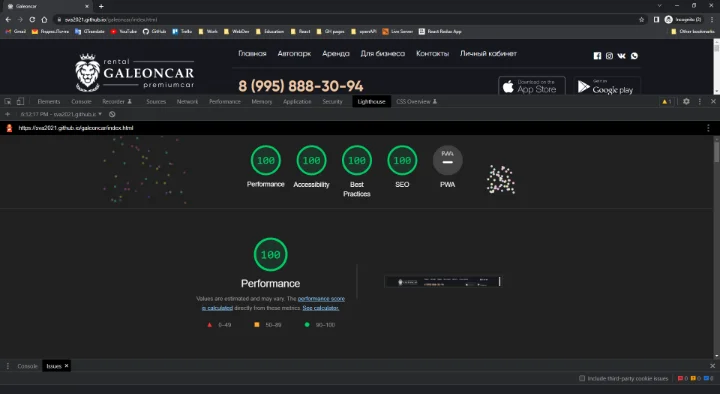 Galeoncar
sva2021.github.io/galeoncar/index.html
Incognito (2)
Gmail Яндекс.Почта GTranslate YouTube GitHub Trello Work WebDev Education React GH pages openAPI Live Server React Redux App Other bookmarks
rental
GALEONCAR
premiumcar
Главная Автопарк Аренда Для бизнеса Контакты Личный кабинет
8 (995) 888-30-94
Download on the
App Store
Google play
Elements Console Recorder Sources Network Performance Memory Application Security Lighthouse CSS Overview 1
8:52:17 PM - sva2021.github.io
https://sva2021.github.io/galeoncar/index.html
100 100 100 100 PWA
Performance Accessibility Best Practices SEO PWA
100
Performance
Values are estimated and may vary. The performance score
is calculated directly from these metrics. See calculator.
0–49 50–89 90–100
Console Issues
Include third-party cookie issues 0 0 0